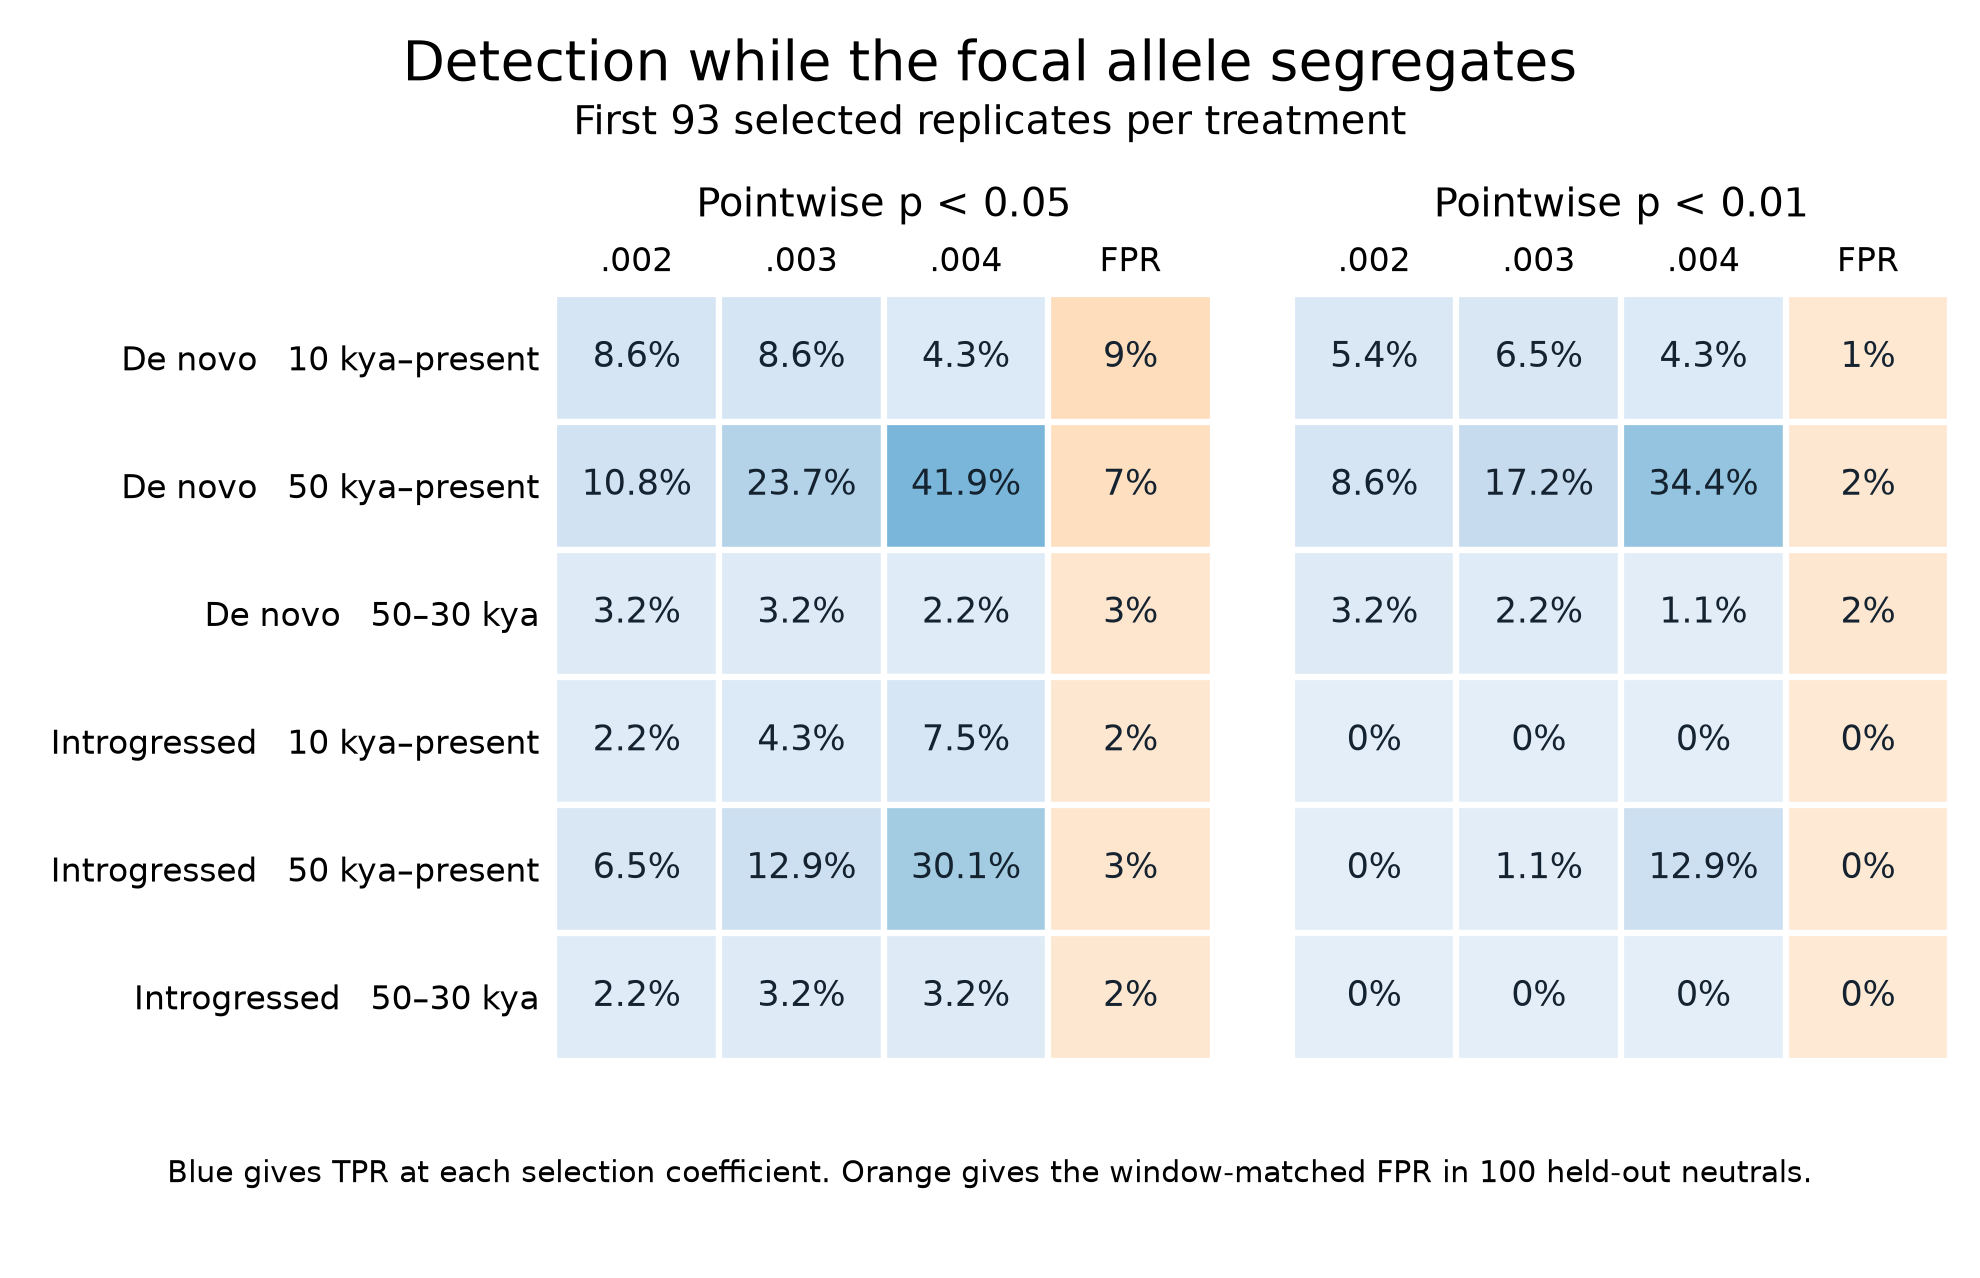 Detection while the focal allele segregates
First 93 selected replicates per treatment
Pointwise p < 0.05 Pointwise p < 0.01
.002 .003 .004 FPR .002 .003 .004 FPR
De novo 10 kya–present 8.6% 8.6% 4.3% 9% 5.4% 6.5% 4.3% 1%
De novo 50 kya–present 10.8% 23.7% 41.9% 7% 8.6% 17.2% 34.4% 2%
De novo 50–30 kya 3.2% 3.2% 2.2% 3% 3.2% 2.2% 1.1% 2%
Introgressed 10 kya–present 2.2% 4.3% 7.5% 2% 0% 0% 0% 0%
Introgressed 50 kya–present 6.5% 12.9% 30.1% 3% 0% 1.1% 12.9% 0%
Introgressed 50–30 kya 2.2% 3.2% 3.2% 2% 0% 0% 0% 0%
Blue gives TPR at each selection coefficient. Orange gives the window-matched FPR in 100 held-out neutrals.